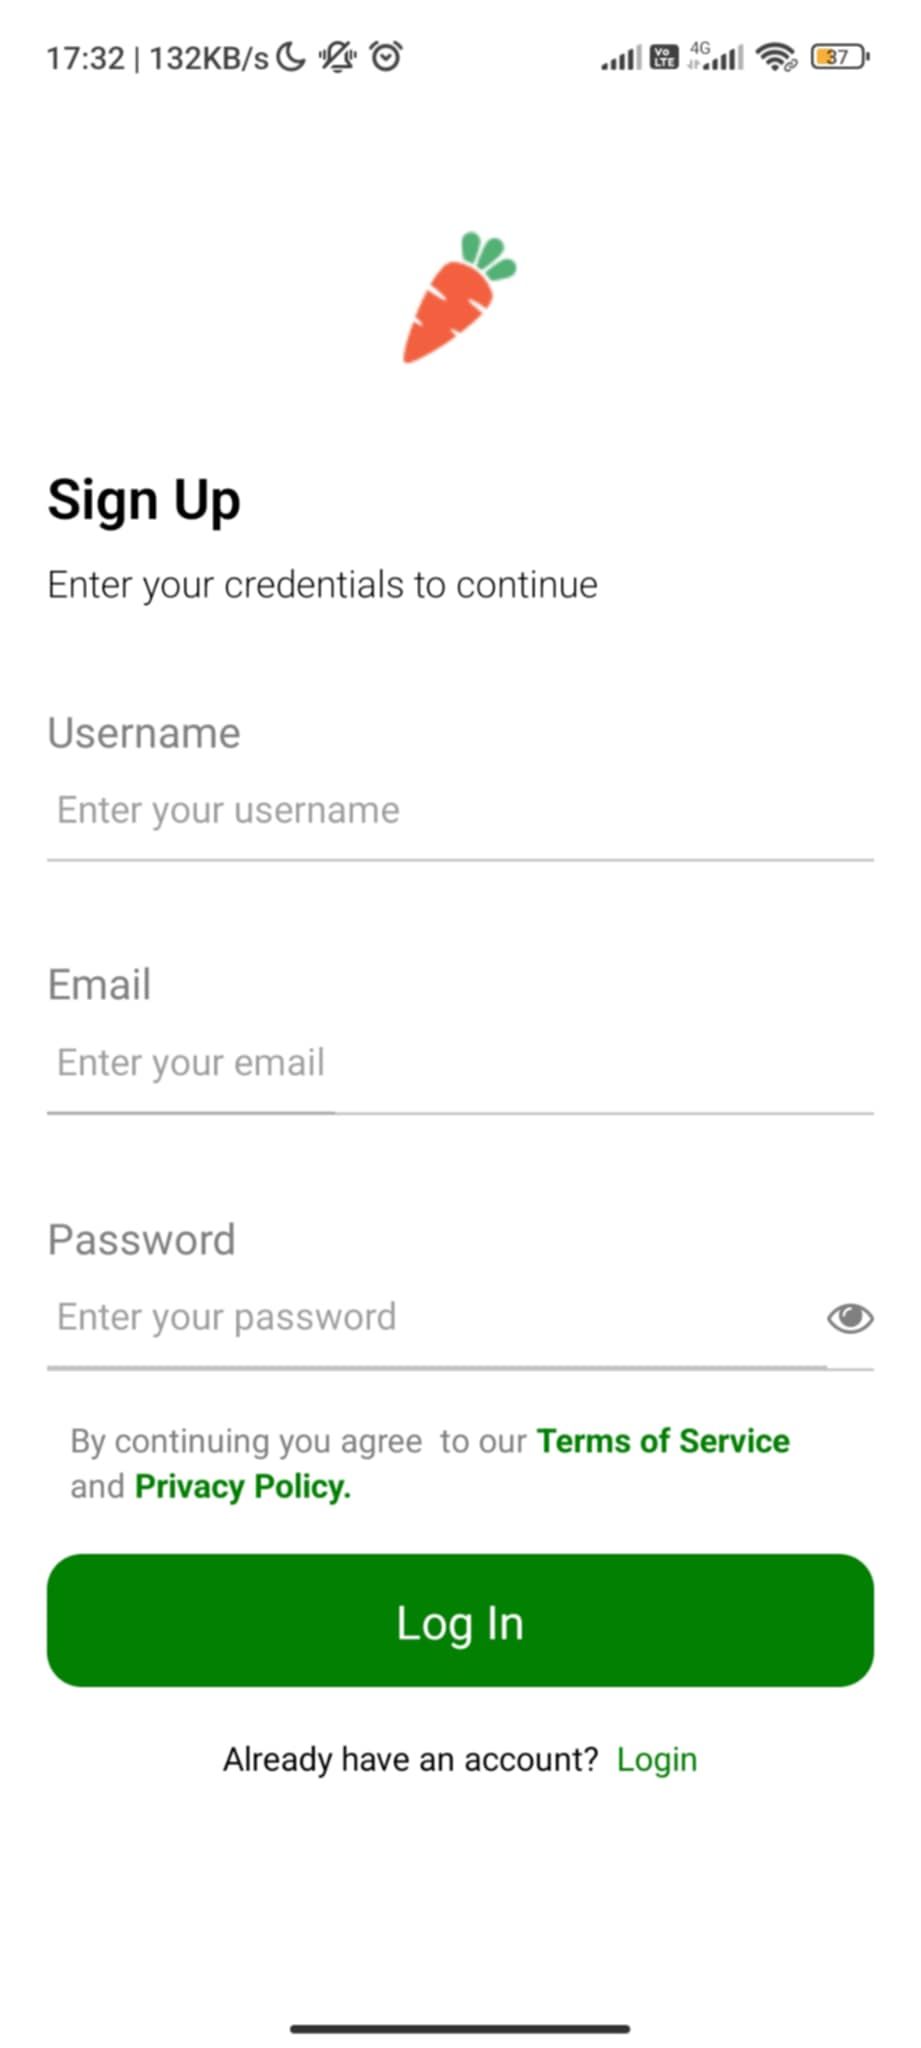 17:32 | 132KB/s Vo LTE 4G 37
Sign Up
Enter your credentials to continue
Username
Enter your username
Email
Enter your email
Password
Enter your password
By continuing you agree  to our Terms of Service
and Privacy Policy.
Log In
Already have an account?  Login